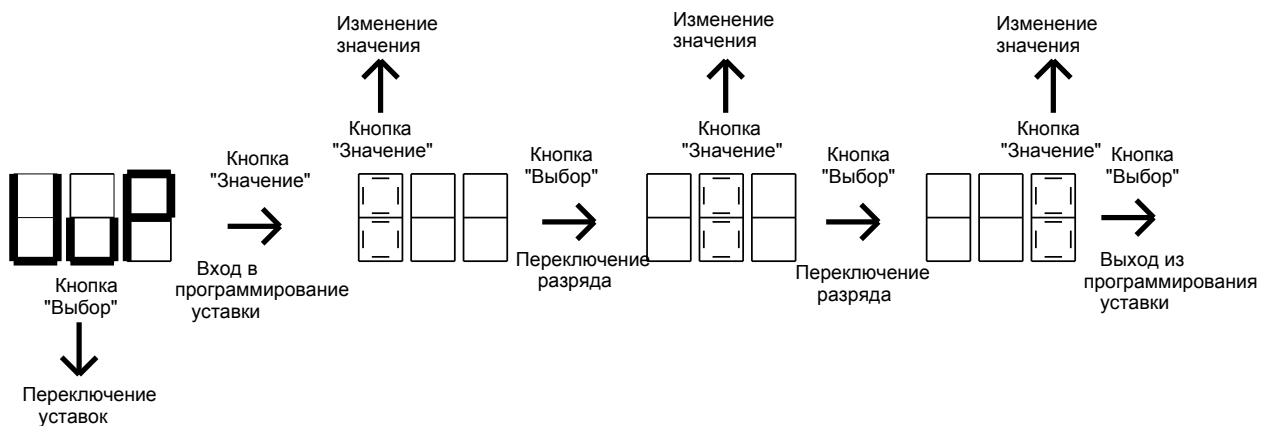 Изменение
значения
Изменение
значения
Изменение
значения
Кнопка
"Значение"
Кнопка
"Значение"
Кнопка
"Значение"
Кнопка
"Значение"
Кнопка
"Выбор"
Кнопка
"Выбор"
Кнопка
"Выбор"
UoP
Вход в
программирование
уставки
Переключение
разряда
Переключение
разряда
Выход из
программирования
уставки
Кнопка
"Выбор"
Переключение
уставок